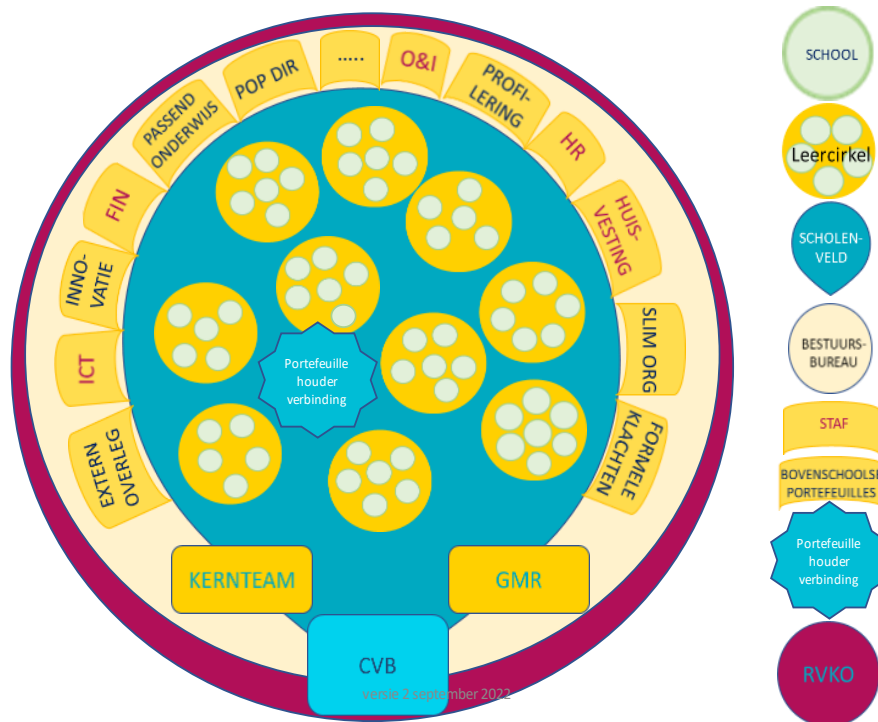 .....
O&I
POP DIR
PROFI-
LERING
PASSEND
ONDERWIJS
HR
FIN
HUIS-
VESTING
INNO-
VATIE
SLIM ORG
ICT
Portefeuille
houder
verbinding
EXTERN
OVERLEG
FORMELE
KLACHTEN
KERNTEAM
GMR
CVB
versie 2 september 2022
SCHOOL
Leercirkel
SCHOLEN-
VELD
BESTUURS-
BUREAU
STAF
BOVENSCHOOLSE
PORTEFEUILLES
Portefeuille
houder
verbinding
RVKO